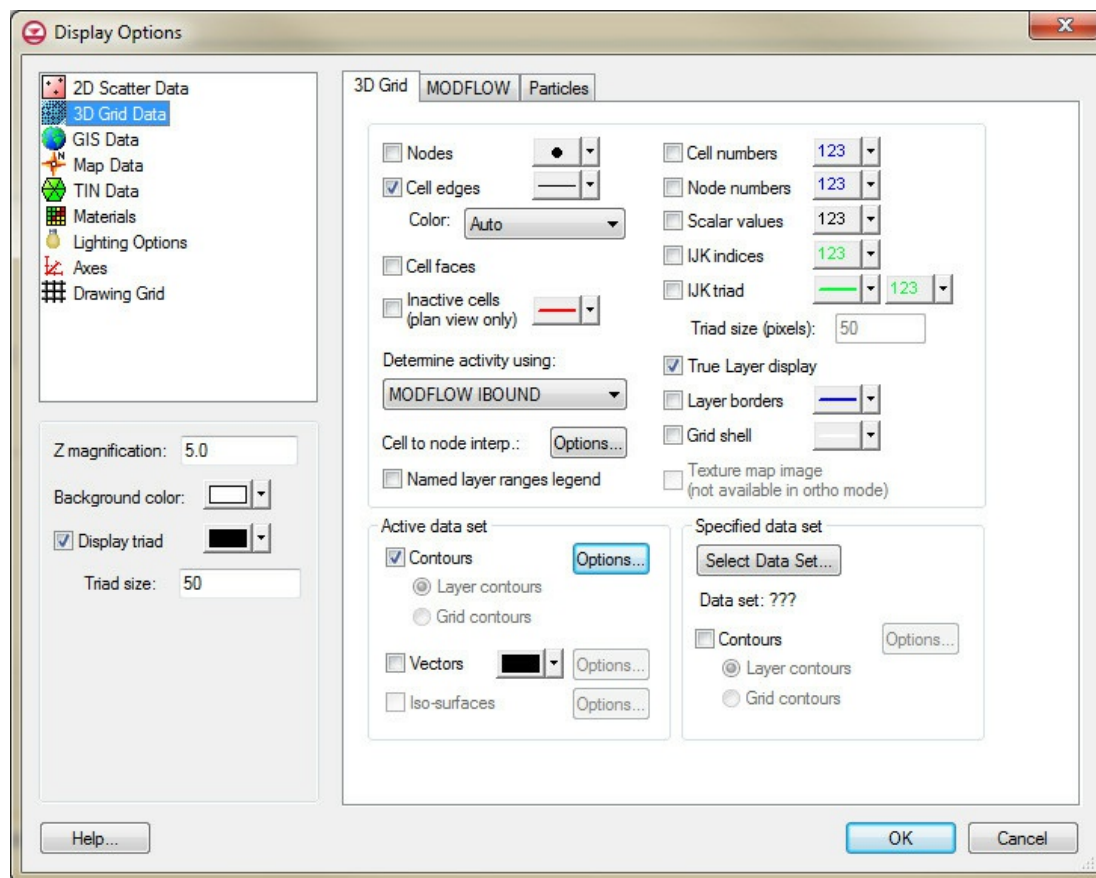 Display Options
2D Scatter Data
3D Grid Data
GIS Data
Map Data
TIN Data
Materials
Lighting Options
Axes
Drawing Grid
Z magnification: 5.0
Background color:
Display triad
Triad size: 50
3D Grid MODFLOW Particles
Nodes
Cell edges
Color: Auto
Cell faces
Inactive cells
(plan view only)
Determine activity using:
MODFLOW IBOUND
Cell to node interp.: Options...
Named layer ranges legend
Cell numbers 123
Node numbers 123
Scalar values 123
IJK indices 123
IJK triad 123
Triad size (pixels): 50
True Layer display
Layer borders
Grid shell
Texture map image
(not available in ortho mode)
Active data set
Contours Options...
Layer contours
Grid contours
Vectors Options...
Iso-surfaces Options...
Specified data set
Select Data Set...
Data set: ???
Contours Options...
Layer contours
Grid contours
Help... OK Cancel